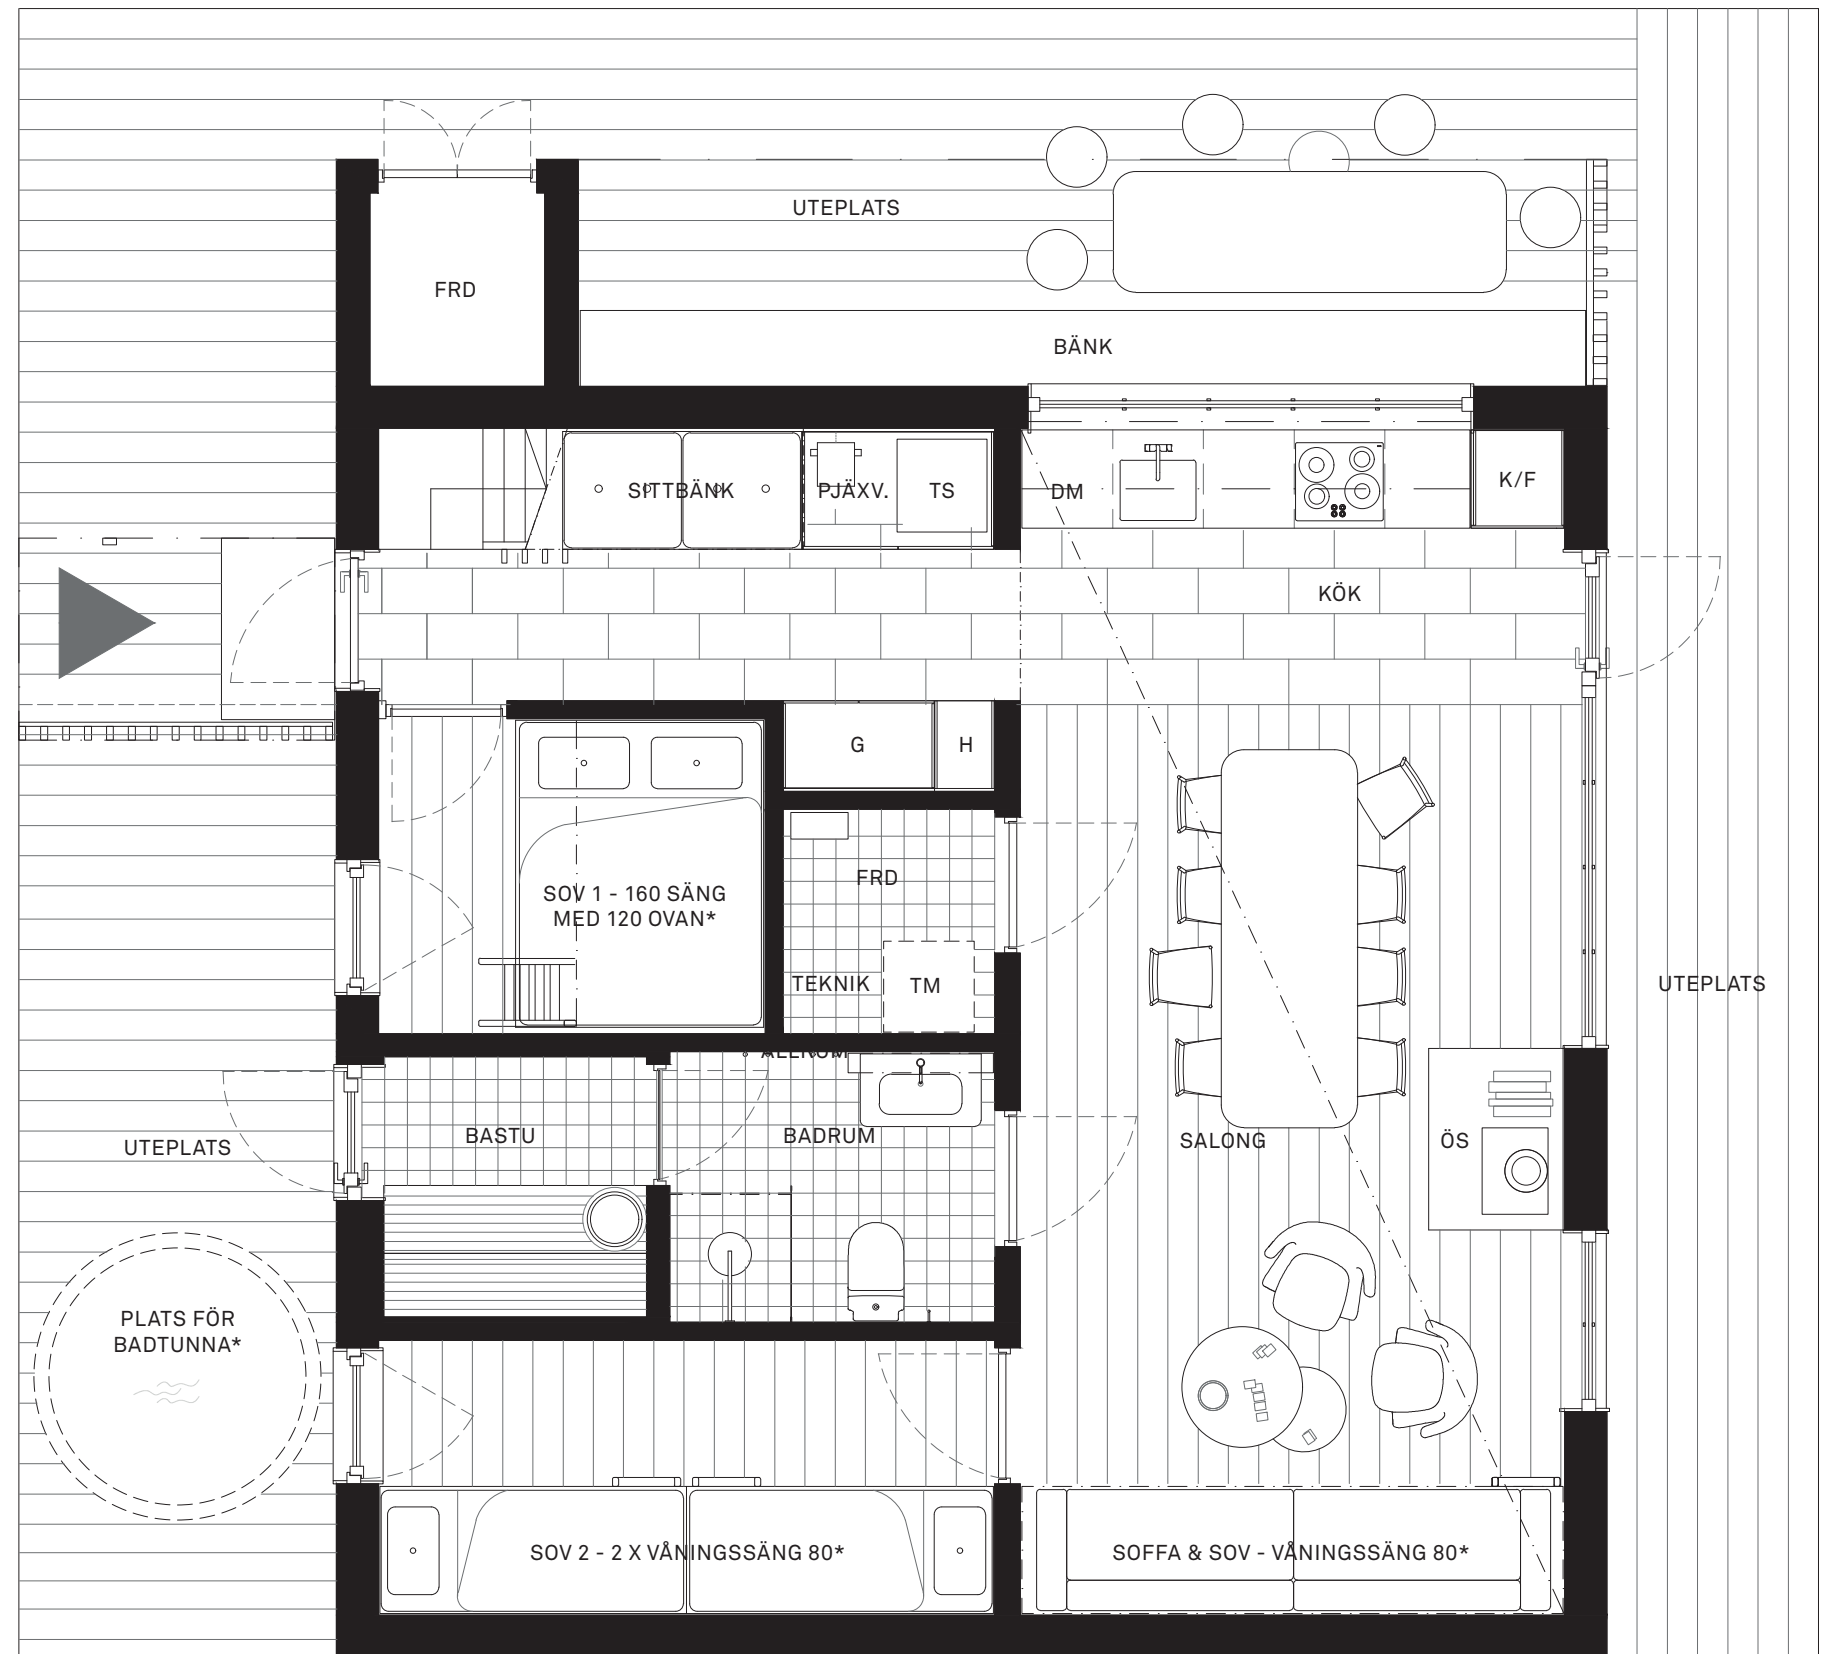 UTEPLATS
FRD
BÄNK
SITTBÄNK
PJÄXV.
TS
DM
K/F
KÖK
G
H
SOV 1 - 160 SÄNG
MED 120 OVAN*
FRD
TEKNIK
TM
UTEPLATS
ALLRUM
UTEPLATS
BASTU
BADRUM
SALONG
ÖS
PLATS FÖR
BADTUNNA*
SOV 2 - 2 X VÅNINGSSÄNG 80*
SOFFA & SOV - VÅNINGSSÄNG 80*